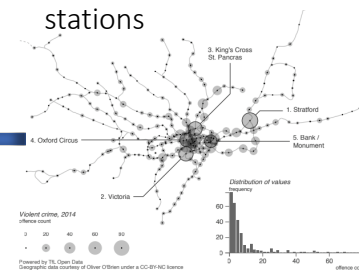 stations
3. King's Cross
St. Pancras
1. Stratford
4. Oxford Circus
5. Bank /
Monument
2. Victoria
Distribution of values
frequency
60
40
20
0
0 20 40 60
offence co
Violent crime, 2014
offence count
20 40 60 80
Powered by TfL Open Data
Geographic data courtesy of Oliver O'Brien under a CC-BY-NC licence